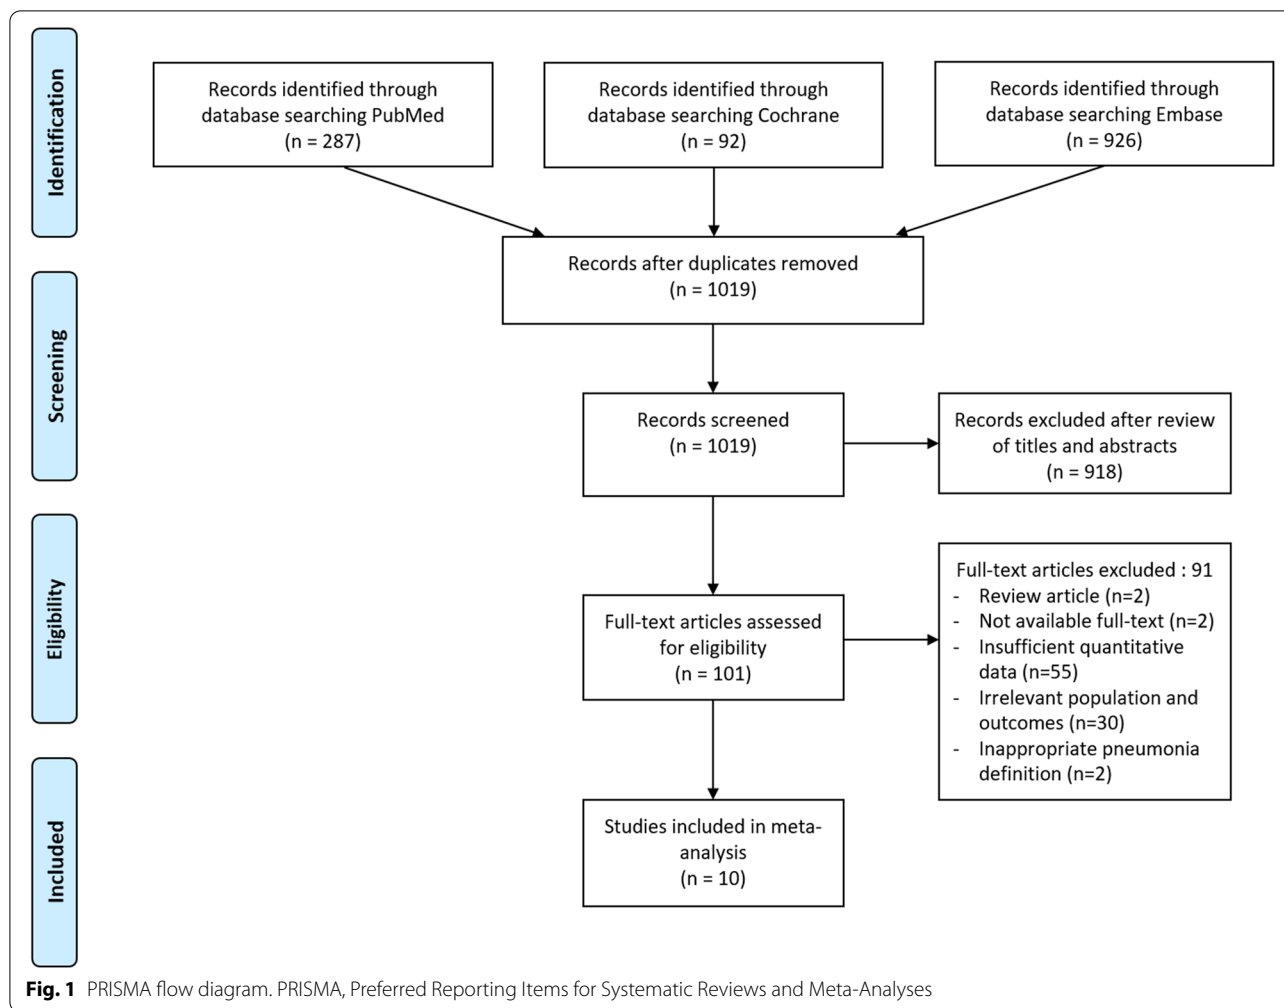 Identification
Records identified through
database searching PubMed
(n = 287)
Records identified through
database searching Cochrane
(n = 92)
Records identified through
database searching Embase
(n = 926)
Records after duplicates removed
(n = 1019)
Screening
Records screened
(n = 1019)
Records excluded after review
of titles and abstracts
(n = 918)
Eligibility
Full-text articles assessed
for eligibility
(n = 101)
Full-text articles excluded : 91
- Review article (n=2)
- Not available full-text (n=2)
- Insufficient quantitative
data (n=55)
- Irrelevant population and
outcomes (n=30)
- Inappropriate pneumonia
definition (n=2)
Included
Studies included in meta-
analysis
(n = 10)
Fig. 1 PRISMA flow diagram. PRISMA, Preferred Reporting Items for Systematic Reviews and Meta-Analyses